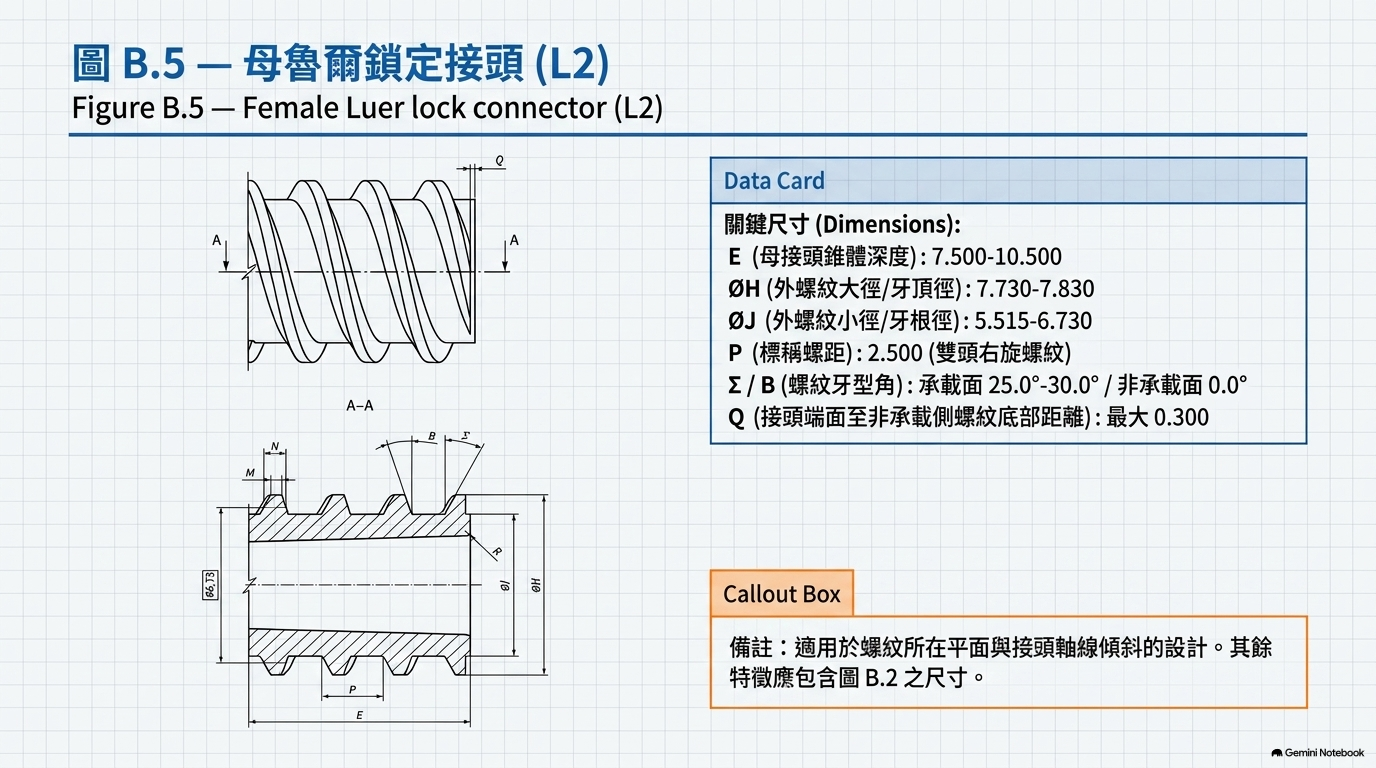 圖 B.5 — 母魯爾鎖定接頭 (L2)
Figure B.5 — Female Luer lock connector (L2)
Q
A
A
A–A
N
M
B
Σ
R
ØJ
ØH
P
E
Data Card
關鍵尺寸 (Dimensions):
E (母接頭錐體深度) : 7.500-10.500
ØH (外螺紋大徑/牙頂徑) : 7.730-7.830
ØJ (外螺紋小徑/牙根徑) : 5.515-6.730
P (標稱螺距) : 2.500 (雙頭右旋螺紋)
Σ / B (螺紋牙型角) : 承載面 25.0°-30.0° / 非承載面 0.0°
Q (接頭端面至非承載側螺紋底部距離) : 最大 0.300
Callout Box
備註：適用於螺紋所在平面與接頭軸線傾斜的設計。其餘
特徵應包含圖 B.2 之尺寸。
Gemini Notebook